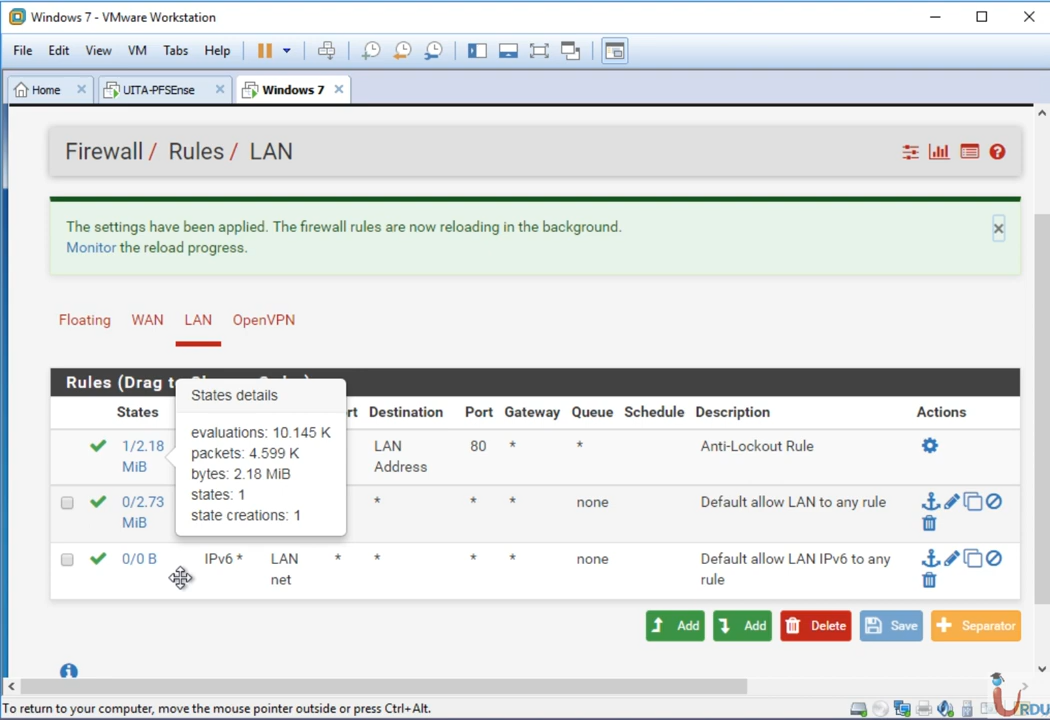 Windows 7 - VMware Workstation
File Edit View VM Tabs Help
Home UITA-PFSEnse Windows 7
Firewall / Rules / LAN
The settings have been applied. The firewall rules are now reloading in the background.
Monitor the reload progress.
Floating WAN LAN OpenVPN
Rules (Drag t
States rt Destination Port Gateway Queue Schedule Description Actions
States details
evaluations: 10.145 K
packets: 4.599 K
bytes: 2.18 MiB
states: 1
state creations: 1
1/2.18 LAN 80 * * Anti-Lockout Rule
MiB Address
0/2.73 * * * none Default allow LAN to any rule
MiB
0/0 B IPv6 * LAN * * * * none Default allow LAN IPv6 to any
net rule
Add Add Delete Save Separator
To return to your computer, move the mouse pointer outside or press Ctrl+Alt.
URDU